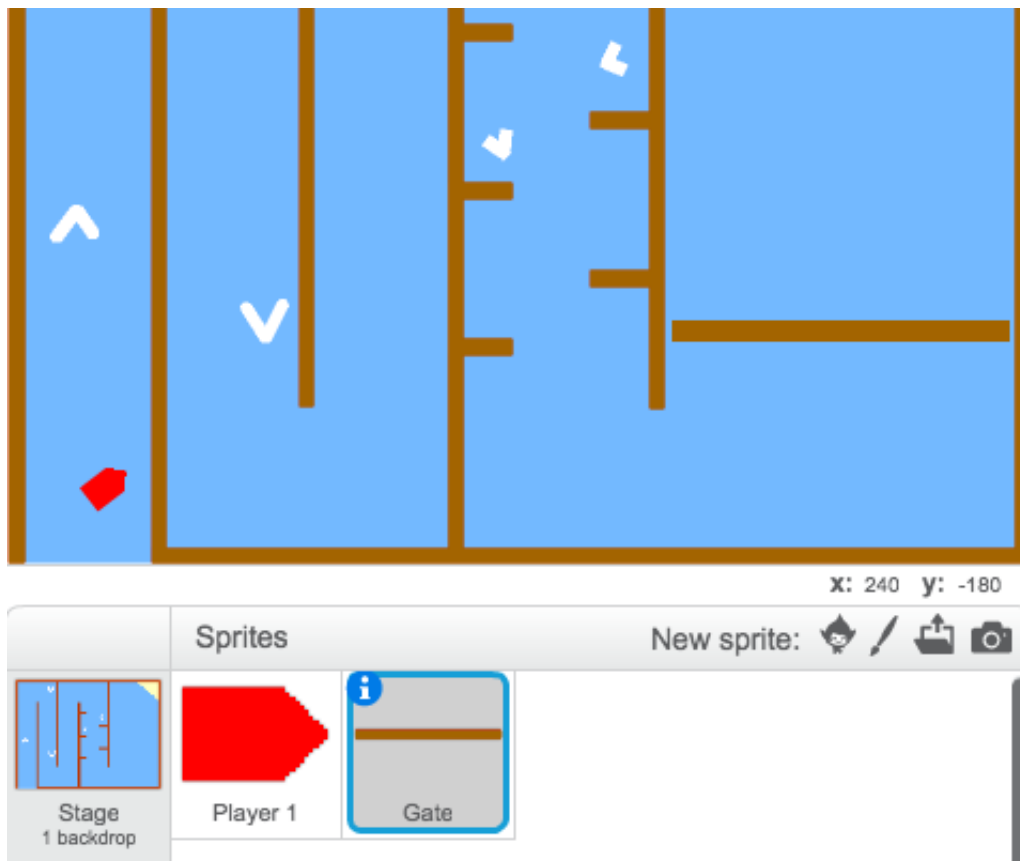 x: 240 y: -180
Sprites
New sprite:
Stage
1 backdrop
Player 1
Gate